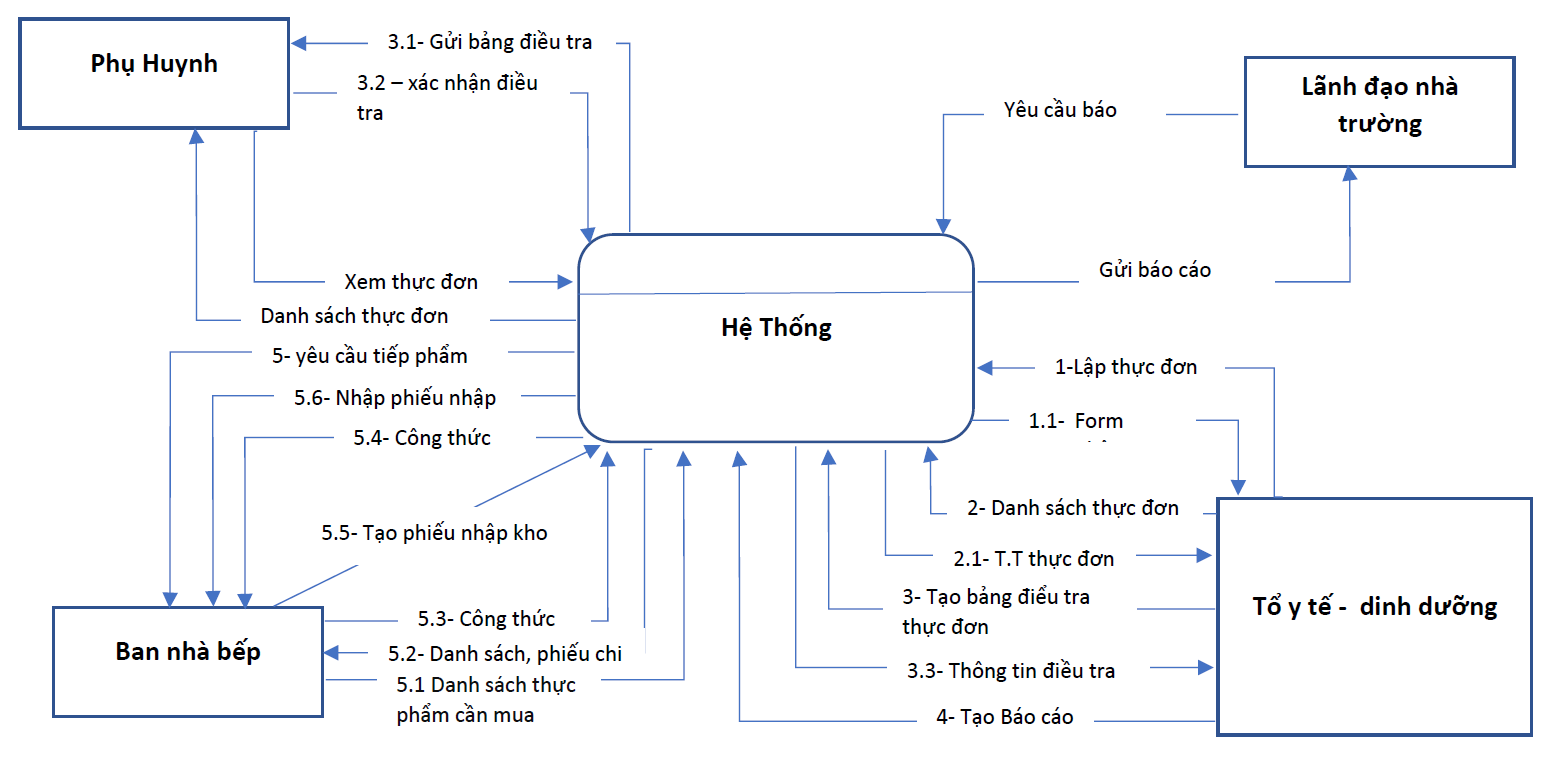 Phụ Huynh
3.1- Gửi bảng điều tra
3.2 – xác nhận điều
tra
Lãnh đạo nhà
trường
Yêu cầu báo
Gửi báo cáo
Xem thực đơn
Danh sách thực đơn
5- yêu cầu tiếp phẩm
5.6- Nhập phiếu nhập
5.4- Công thức
Hệ Thống
1-Lập thực đơn
1.1-  Form
2- Danh sách thực đơn
2.1- T.T thực đơn
3- Tạo bảng điểu tra
thực đơn
3.3- Thông tin điều tra
4- Tạo Báo cáo
Tổ y tế -  dinh dưỡng
5.5- Tạo phiếu nhập kho
Ban nhà bếp
5.3- Công thức
5.2- Danh sách, phiếu chi
5.1 Danh sách thực
phẩm cần mua